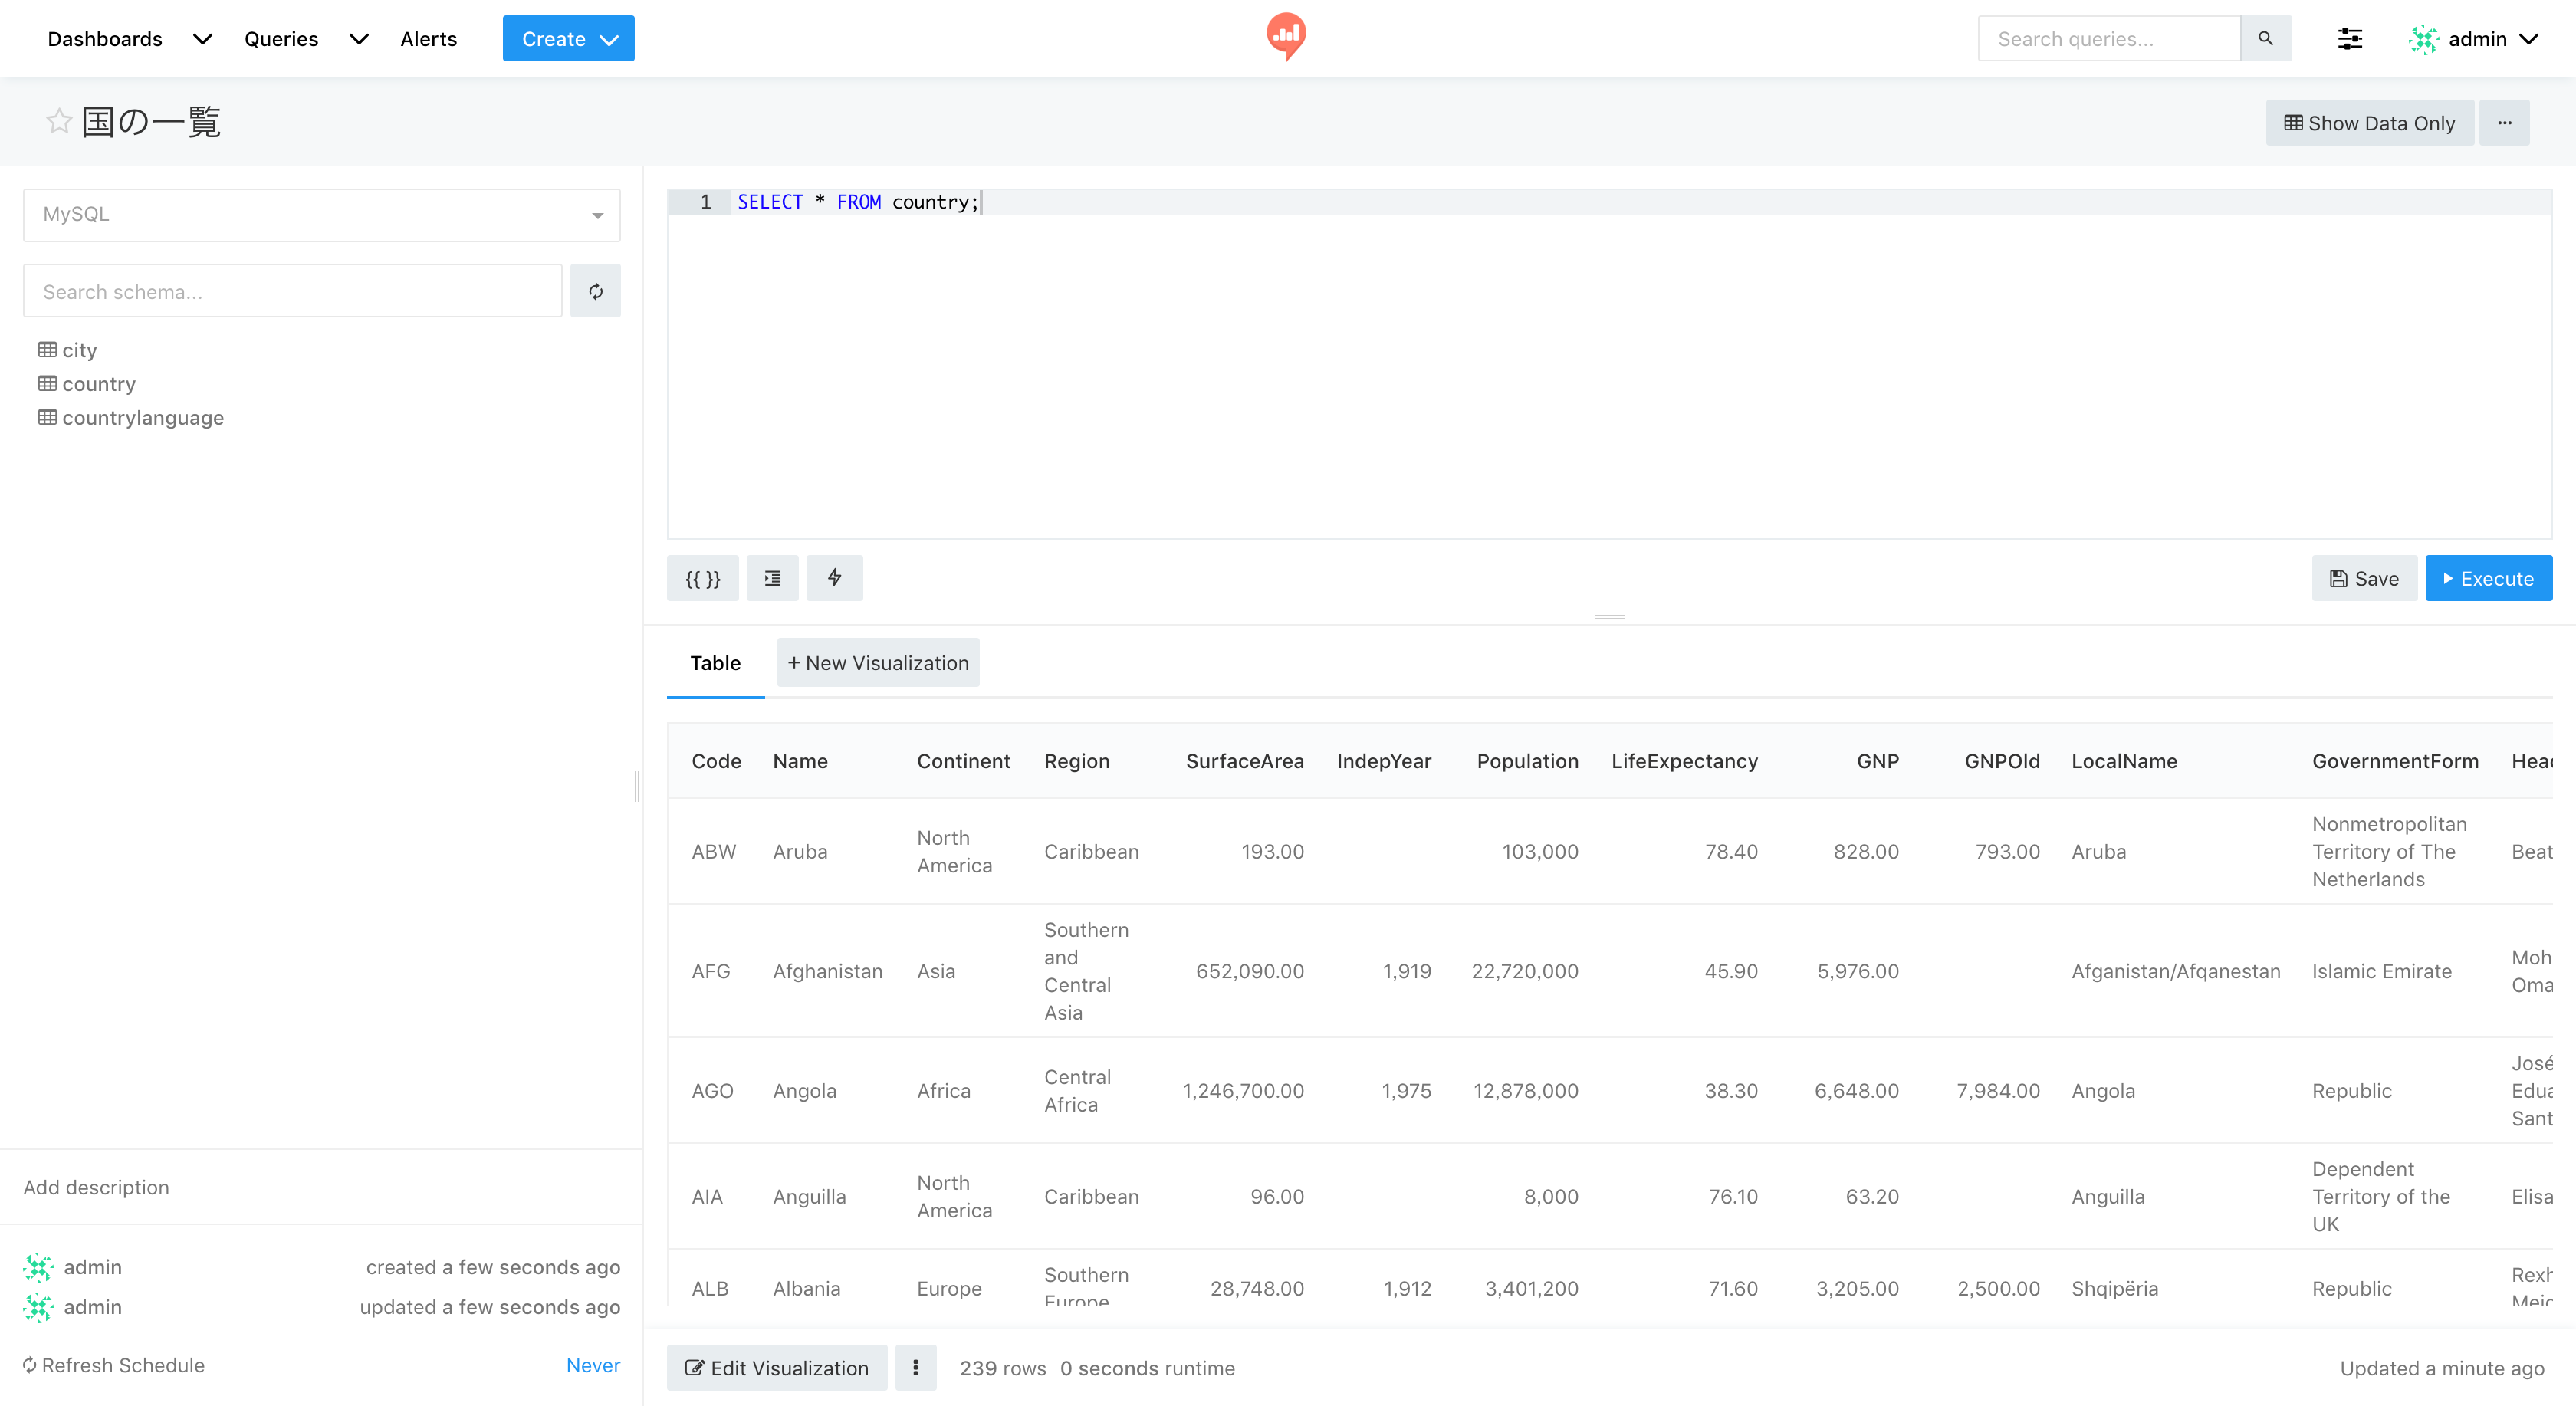 Dashboards Queries Alerts Create Search queries... admin
国の一覧 Show Data Only ...
MySQL
Search schema...
city
country
countrylanguage
1 SELECT * FROM country;
{{ }} Save Execute
Table + New Visualization
Code Name Continent Region SurfaceArea IndepYear Population LifeExpectancy GNP GNPOld LocalName GovernmentForm
ABW Aruba North America Caribbean 193.00 103,000 78.40 828.00 793.00 Aruba Nonmetropolitan Territory of The Netherlands Beat
AFG Afghanistan Asia Southern and Central Asia 652,090.00 1,919 22,720,000 45.90 5,976.00 Afganistan/Afqanestan Islamic Emirate Moh Oma
AGO Angola Africa Central Africa 1,246,700.00 1,975 12,878,000 38.30 6,648.00 7,984.00 Angola Republic José Edua Sant
AIA Anguilla North America Caribbean 96.00 8,000 76.10 63.20 Anguilla Dependent Territory of the UK Elisa
ALB Albania Europe Southern Europe 28,748.00 1,912 3,401,200 71.60 3,205.00 2,500.00 Shqipëria Republic
Add description
admin created a few seconds ago
admin updated a few seconds ago
Refresh Schedule Never
Edit Visualization 239 rows 0 seconds runtime Updated a minute ago